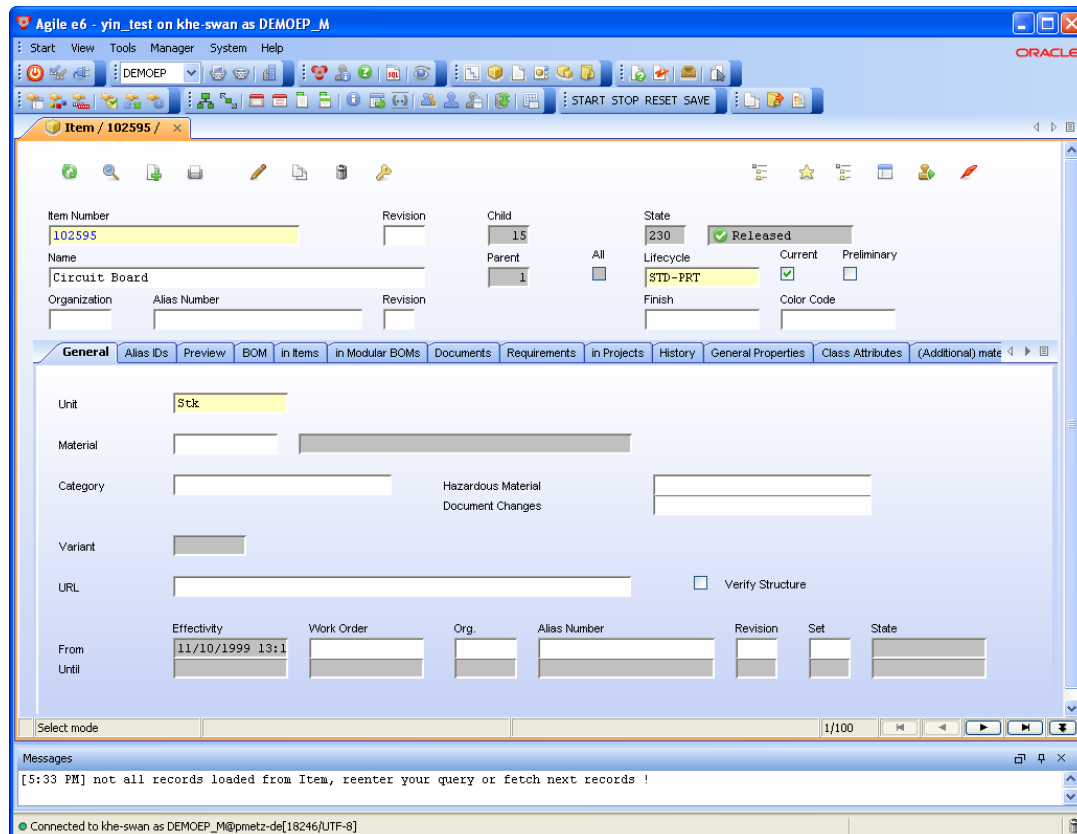 Agile e6 - yin_test on khe-swan as DEMOEP_M
Start View Tools Manager System Help
ORACLE
DEMOEP
SQL
START STOP RESET SAVE
Item / 102595 /
Item Number Revision Child State
102595 15 230 Released
Name Parent All Lifecycle Current Preliminary
Circuit Board 1 STD-PRT
Organization Alias Number Revision Finish Color Code
General Alias IDs Preview BOM in Items in Modular BOMs Documents Requirements in Projects History General Properties Class Attributes (Additional) mate
Unit Stk
Material
Category Hazardous Material
Document Changes
Variant
URL Verify Structure
Effectivity Work Order Org. Alias Number Revision Set State
From 11/10/1999 13:1
Until
Select mode 1/100
Messages
[5:33 PM] not all records loaded from Item, reenter your query or fetch next records !
Connected to khe-swan as DEMOEP_M@pmetz-de[18246/UTF-8]